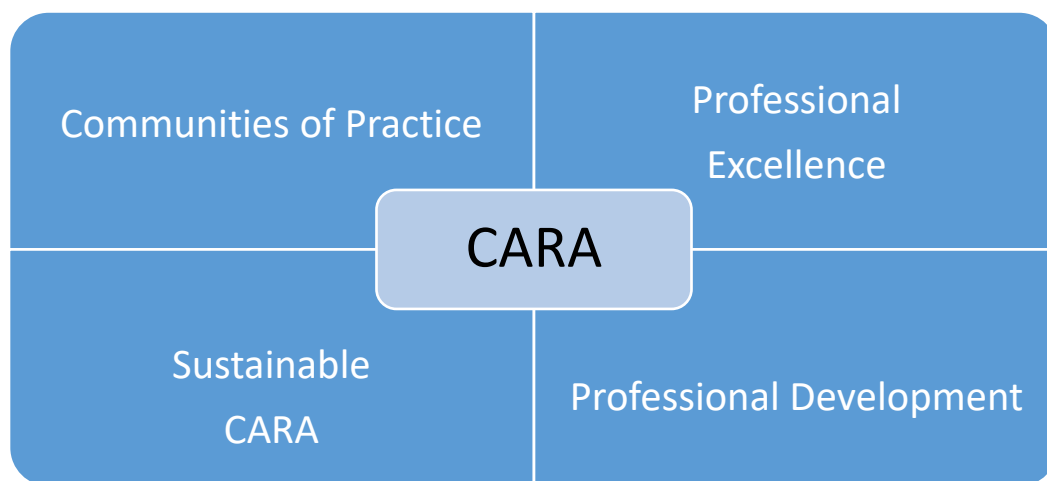 Communities of Practice
Professional
Excellence
CARA
Sustainable
CARA
Professional Development